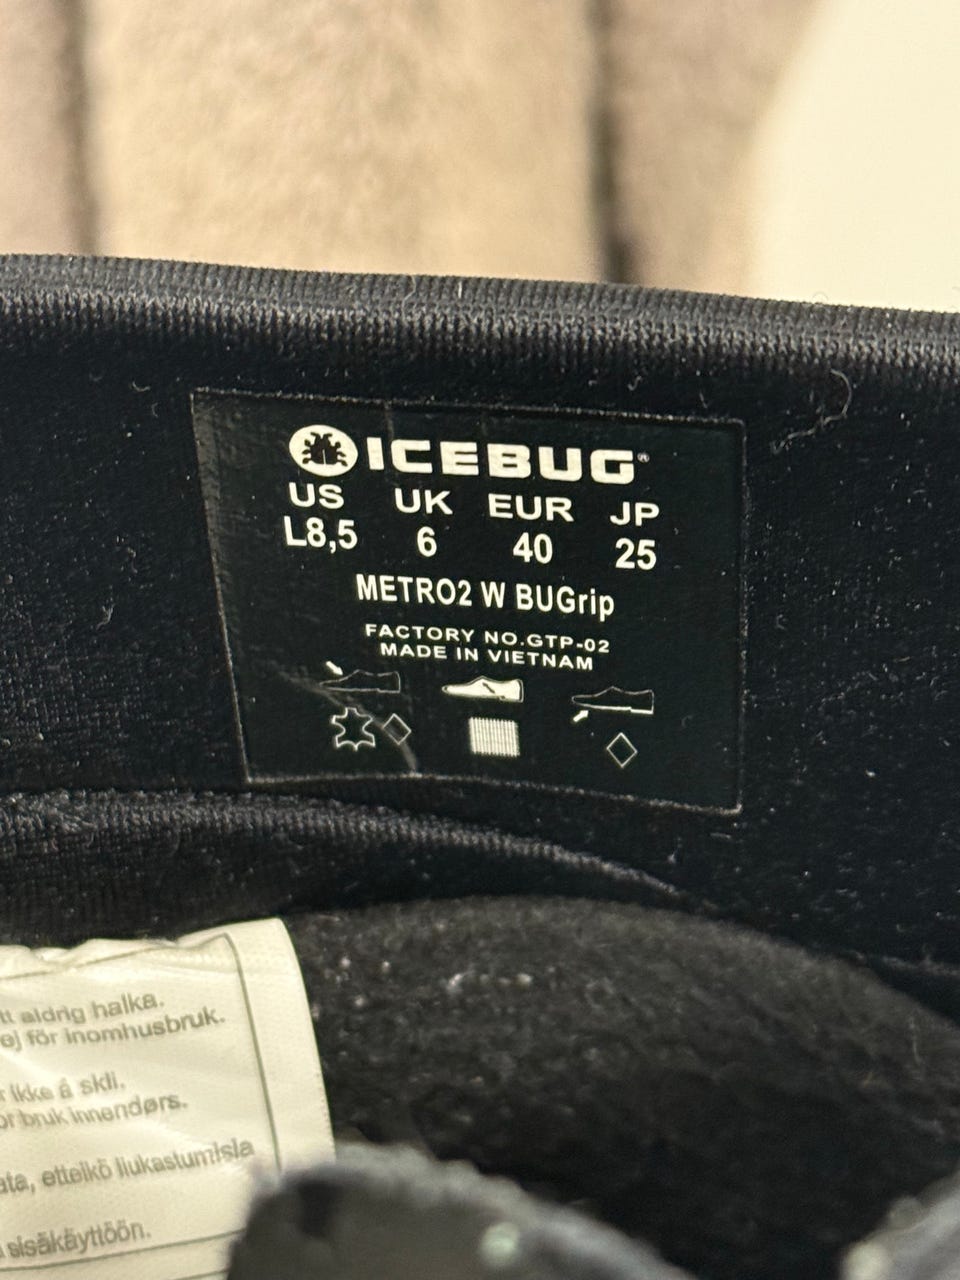 ICEBUG®
US UK EUR JP
L8,5 6 40 25
METRO2 W BUGrip
FACTORY NO.GTP-02
MADE IN VIETNAM
tt aldrig halka.
ej för inomhusbruk.
ikke å skli.
or bruk innendørs.
ata, etteikö liukastumisia
sisäkäyttöön.